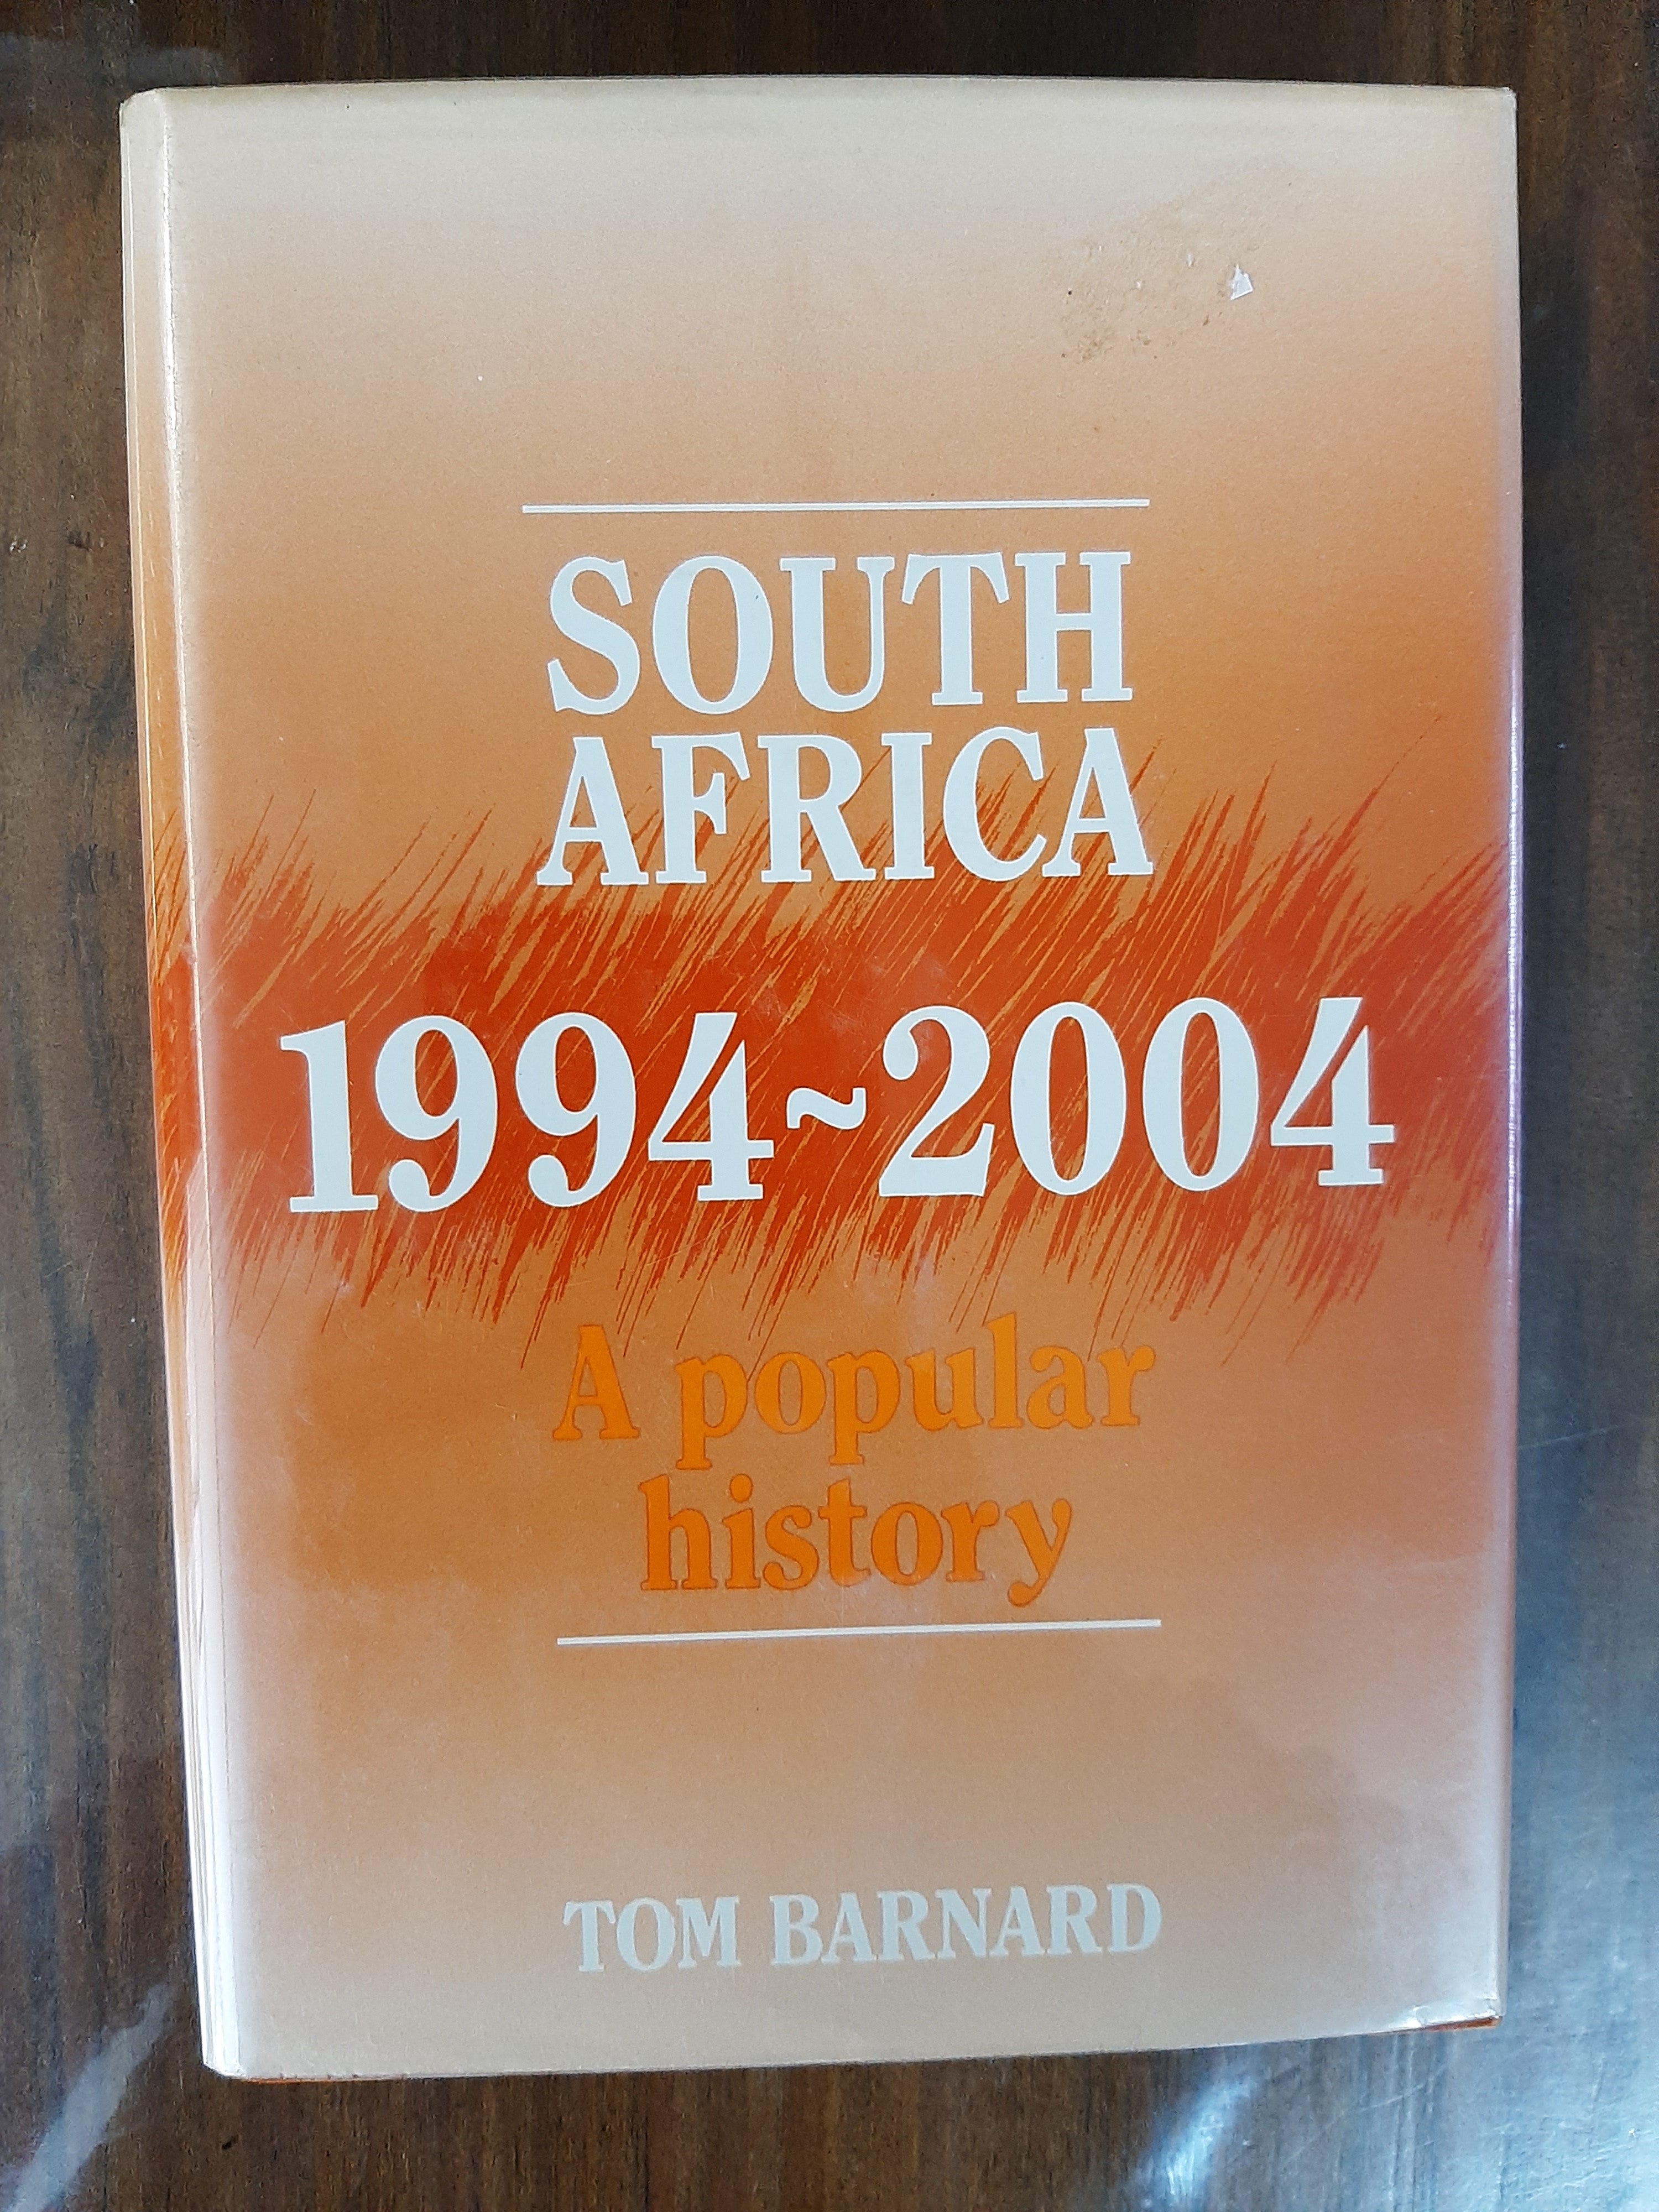 SOUTH
AFRICA
1994~2004
A popular
history
TOM BARNARD